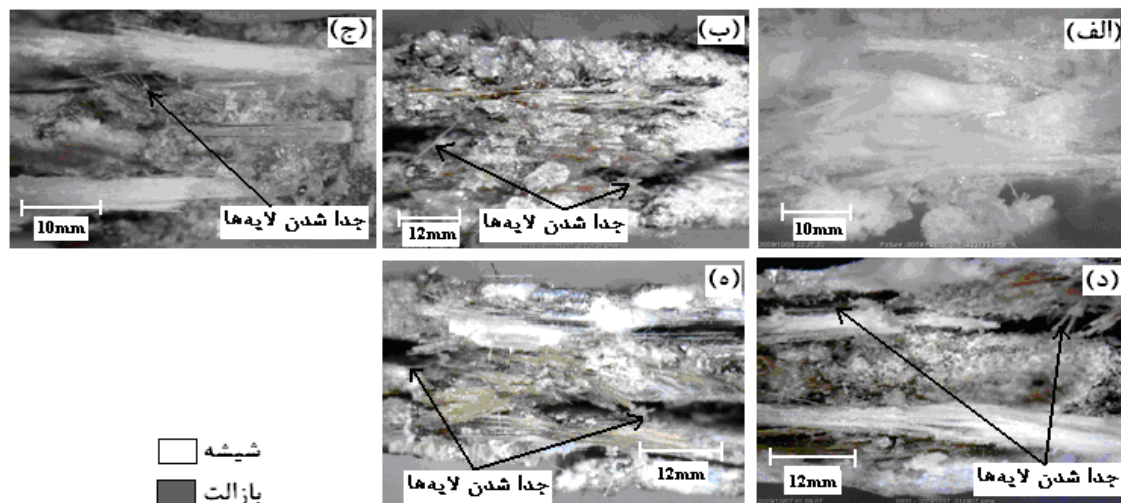 (الف)
10mm
(ب)
جدا شدن لایه‌ها
12mm
(ج)
جدا شدن لایه‌ها
10mm
(د)
جدا شدن لایه‌ها
12mm
(ه)
جدا شدن لایه‌ها
12mm
شیشه
بازالت